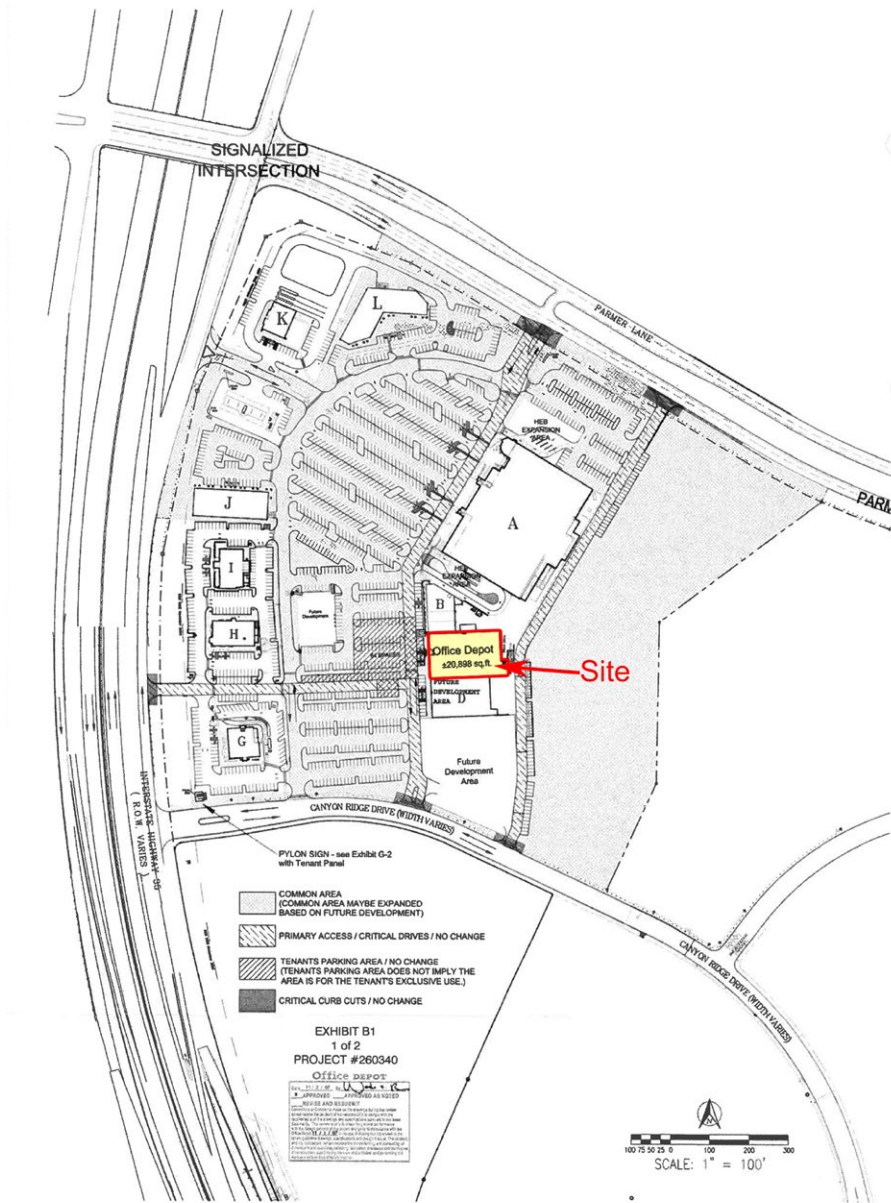 SIGNALIZED
INTERSECTION
PARMER LANE
K
L
HEB
EXPANSION
AREA
PARM
J
A
I
HEB
EXPANSION
AREA
B
Future
Development
H
Office Depot
±20,898 sq.ft.
Site
FUTURE
DEVELOPMENT
AREA
D
G
Future
Development
Area
INTERSTATE HIGHWAY 35
( R.O.W. VARIES )
CANYON RIDGE DRIVE (WIDTH VARIES)
PYLON SIGN - see Exhibit G-2
with Tenant Panel
COMMON AREA
(COMMON AREA MAYBE EXPANDED
BASED ON FUTURE DEVELOPMENT)
PRIMARY ACCESS / CRITICAL DRIVES / NO CHANGE
TENANTS PARKING AREA / NO CHANGE
(TENANTS PARKING AREA DOES NOT IMPLY THE
AREA IS FOR THE TENANT'S EXCLUSIVE USE.)
CRITICAL CURB CUTS / NO CHANGE
CANYON RIDGE DRIVE (WIDTH VARIES)
EXHIBIT B1
1 of 2
PROJECT #260340
Office DEPOT
APPROVED APPROVED AS NOTED
REVISE AND RESUBMIT
N
100 75 50 25 0 100 200 300
SCALE: 1" = 100'